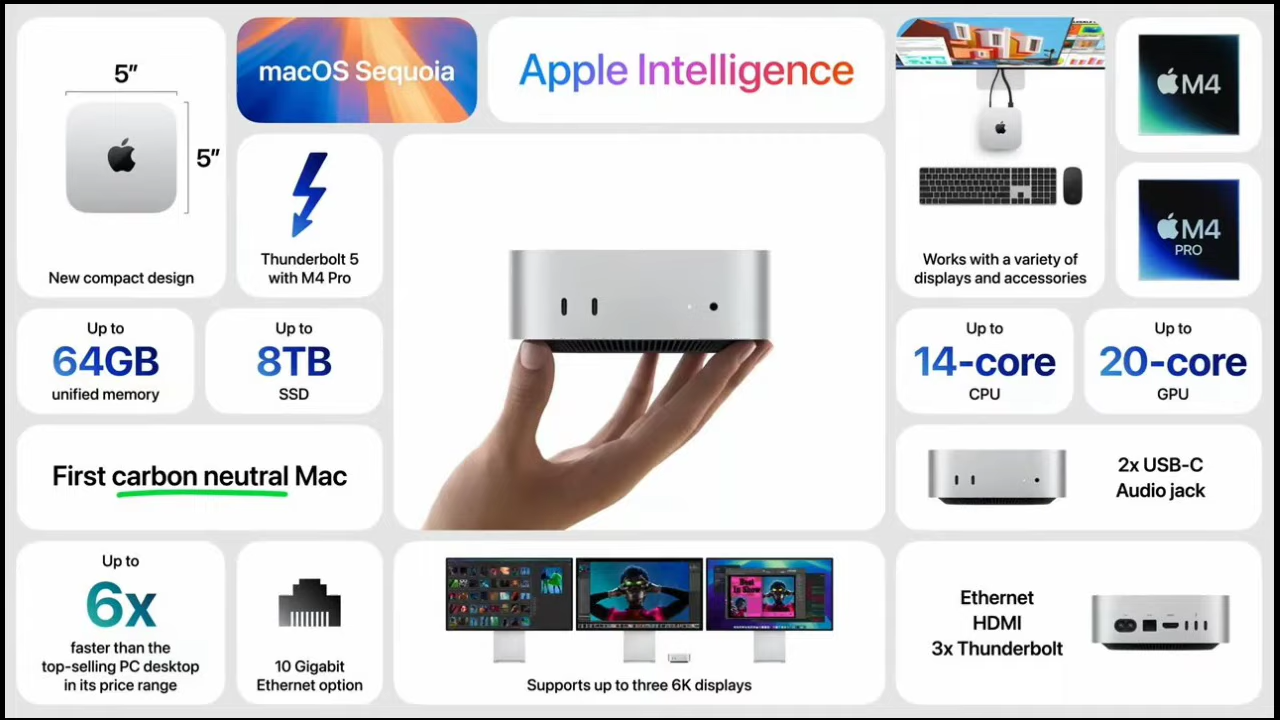 5”
5”
New compact design
macOS Sequoia
Apple Intelligence
Thunderbolt 5
with M4 Pro
Works with a variety of
displays and accessories
M4
M4
PRO
Up to
64GB
unified memory
Up to
8TB
SSD
Up to
14-core
CPU
Up to
20-core
GPU
First carbon neutral Mac
2x USB-C
Audio jack
Up to
6x
faster than the
top-selling PC desktop
in its price range
10 Gigabit
Ethernet option
Best
In Show
Supports up to three 6K displays
Ethernet
HDMI
3x Thunderbolt